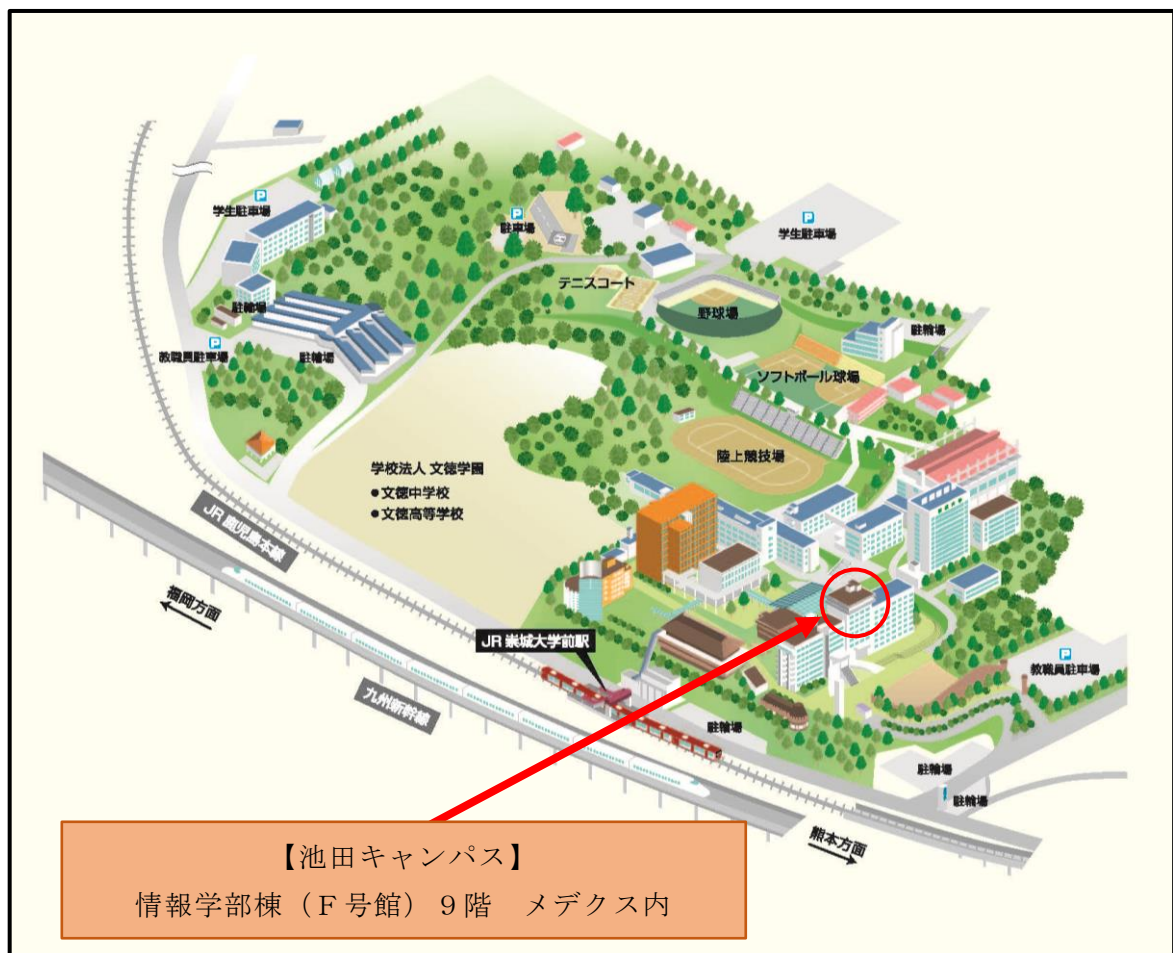 P
学生駐車場
P
駐車場
P
学生駐車場
テニスコート
野球場
駐輪場
駐輪場
P
教職員駐車場
駐輪場
ソフトボール球場
陸上競技場
学校法人 文徳学園
●文徳中学校
●文徳高等学校
JR 鹿児島本線
福岡方面
JR 崇城大学前駅
P
教職員駐車場
九州新幹線
駐輪場
駐輪場
駐輪場
熊本方面
【池田キャンパス】
情報学部棟（Ｆ号館）９階　メデクス内